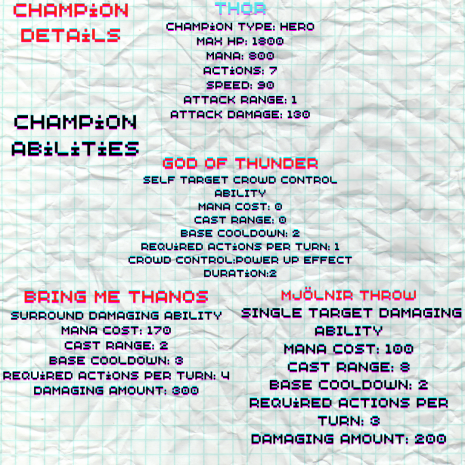 CHAMPION
DETAILS
THOR
CHAMPION TYPE: HERO
MAX HP: 1800
MANA: 800
ACTIONS: 7
SPEED: 90
ATTACK RANGE: 1
ATTACK DAMAGE: 130
CHAMPION
ABILITIES
GOD OF THUNDER
SELF TARGET CROWD CONTROL
ABILITY
MANA COST: 0
CAST RANGE: 0
BASE COOLDOWN: 2
REQUIRED ACTIONS PER TURN: 1
CROWD CONTROL:POWER UP EFFECT
DURATION:2
BRING ME THANOS
SURROUND DAMAGING ABILITY
MANA COST: 170
CAST RANGE: 2
BASE COOLDOWN: 3
REQUIRED ACTIONS PER TURN: 4
DAMAGING AMOUNT: 300
MJÖLNIR THROW
SINGLE TARGET DAMAGING
ABILITY
MANA COST: 100
CAST RANGE: 8
BASE COOLDOWN: 2
REQUIRED ACTIONS PER
TURN: 3
DAMAGING AMOUNT: 200